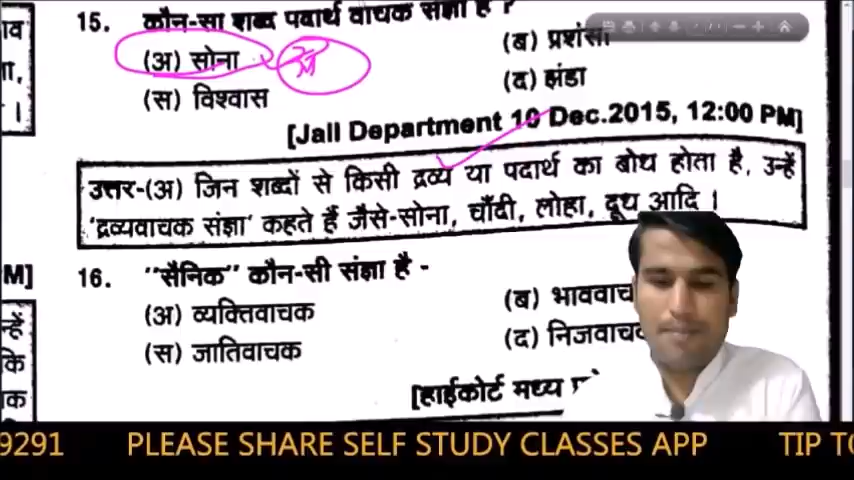 15. कौन-सा शब्द पदार्थ वाचक संज्ञा है ?
(अ) सोना
(ब) प्रशंसा
(स) विश्वास
(द) झंडा
[Jail Department 10 Dec.2015, 12:00 PM]
उत्तर-(अ) जिन शब्दों से किसी द्रव्य या पदार्थ का बोध होता है, उन्हें
'द्रव्यवाचक संज्ञा' कहते हैं जैसे-सोना, चाँदी, लोहा, दूध आदि ।
16. "सैनिक" कौन-सी संज्ञा है -
(अ) व्यक्तिवाचक
(ब) भाववाच
(स) जातिवाचक
(द) निजवाचक
[हाईकोर्ट मध्य
M]
न्हें
कि
क
9291 PLEASE SHARE SELF STUDY CLASSES APP TIP TO